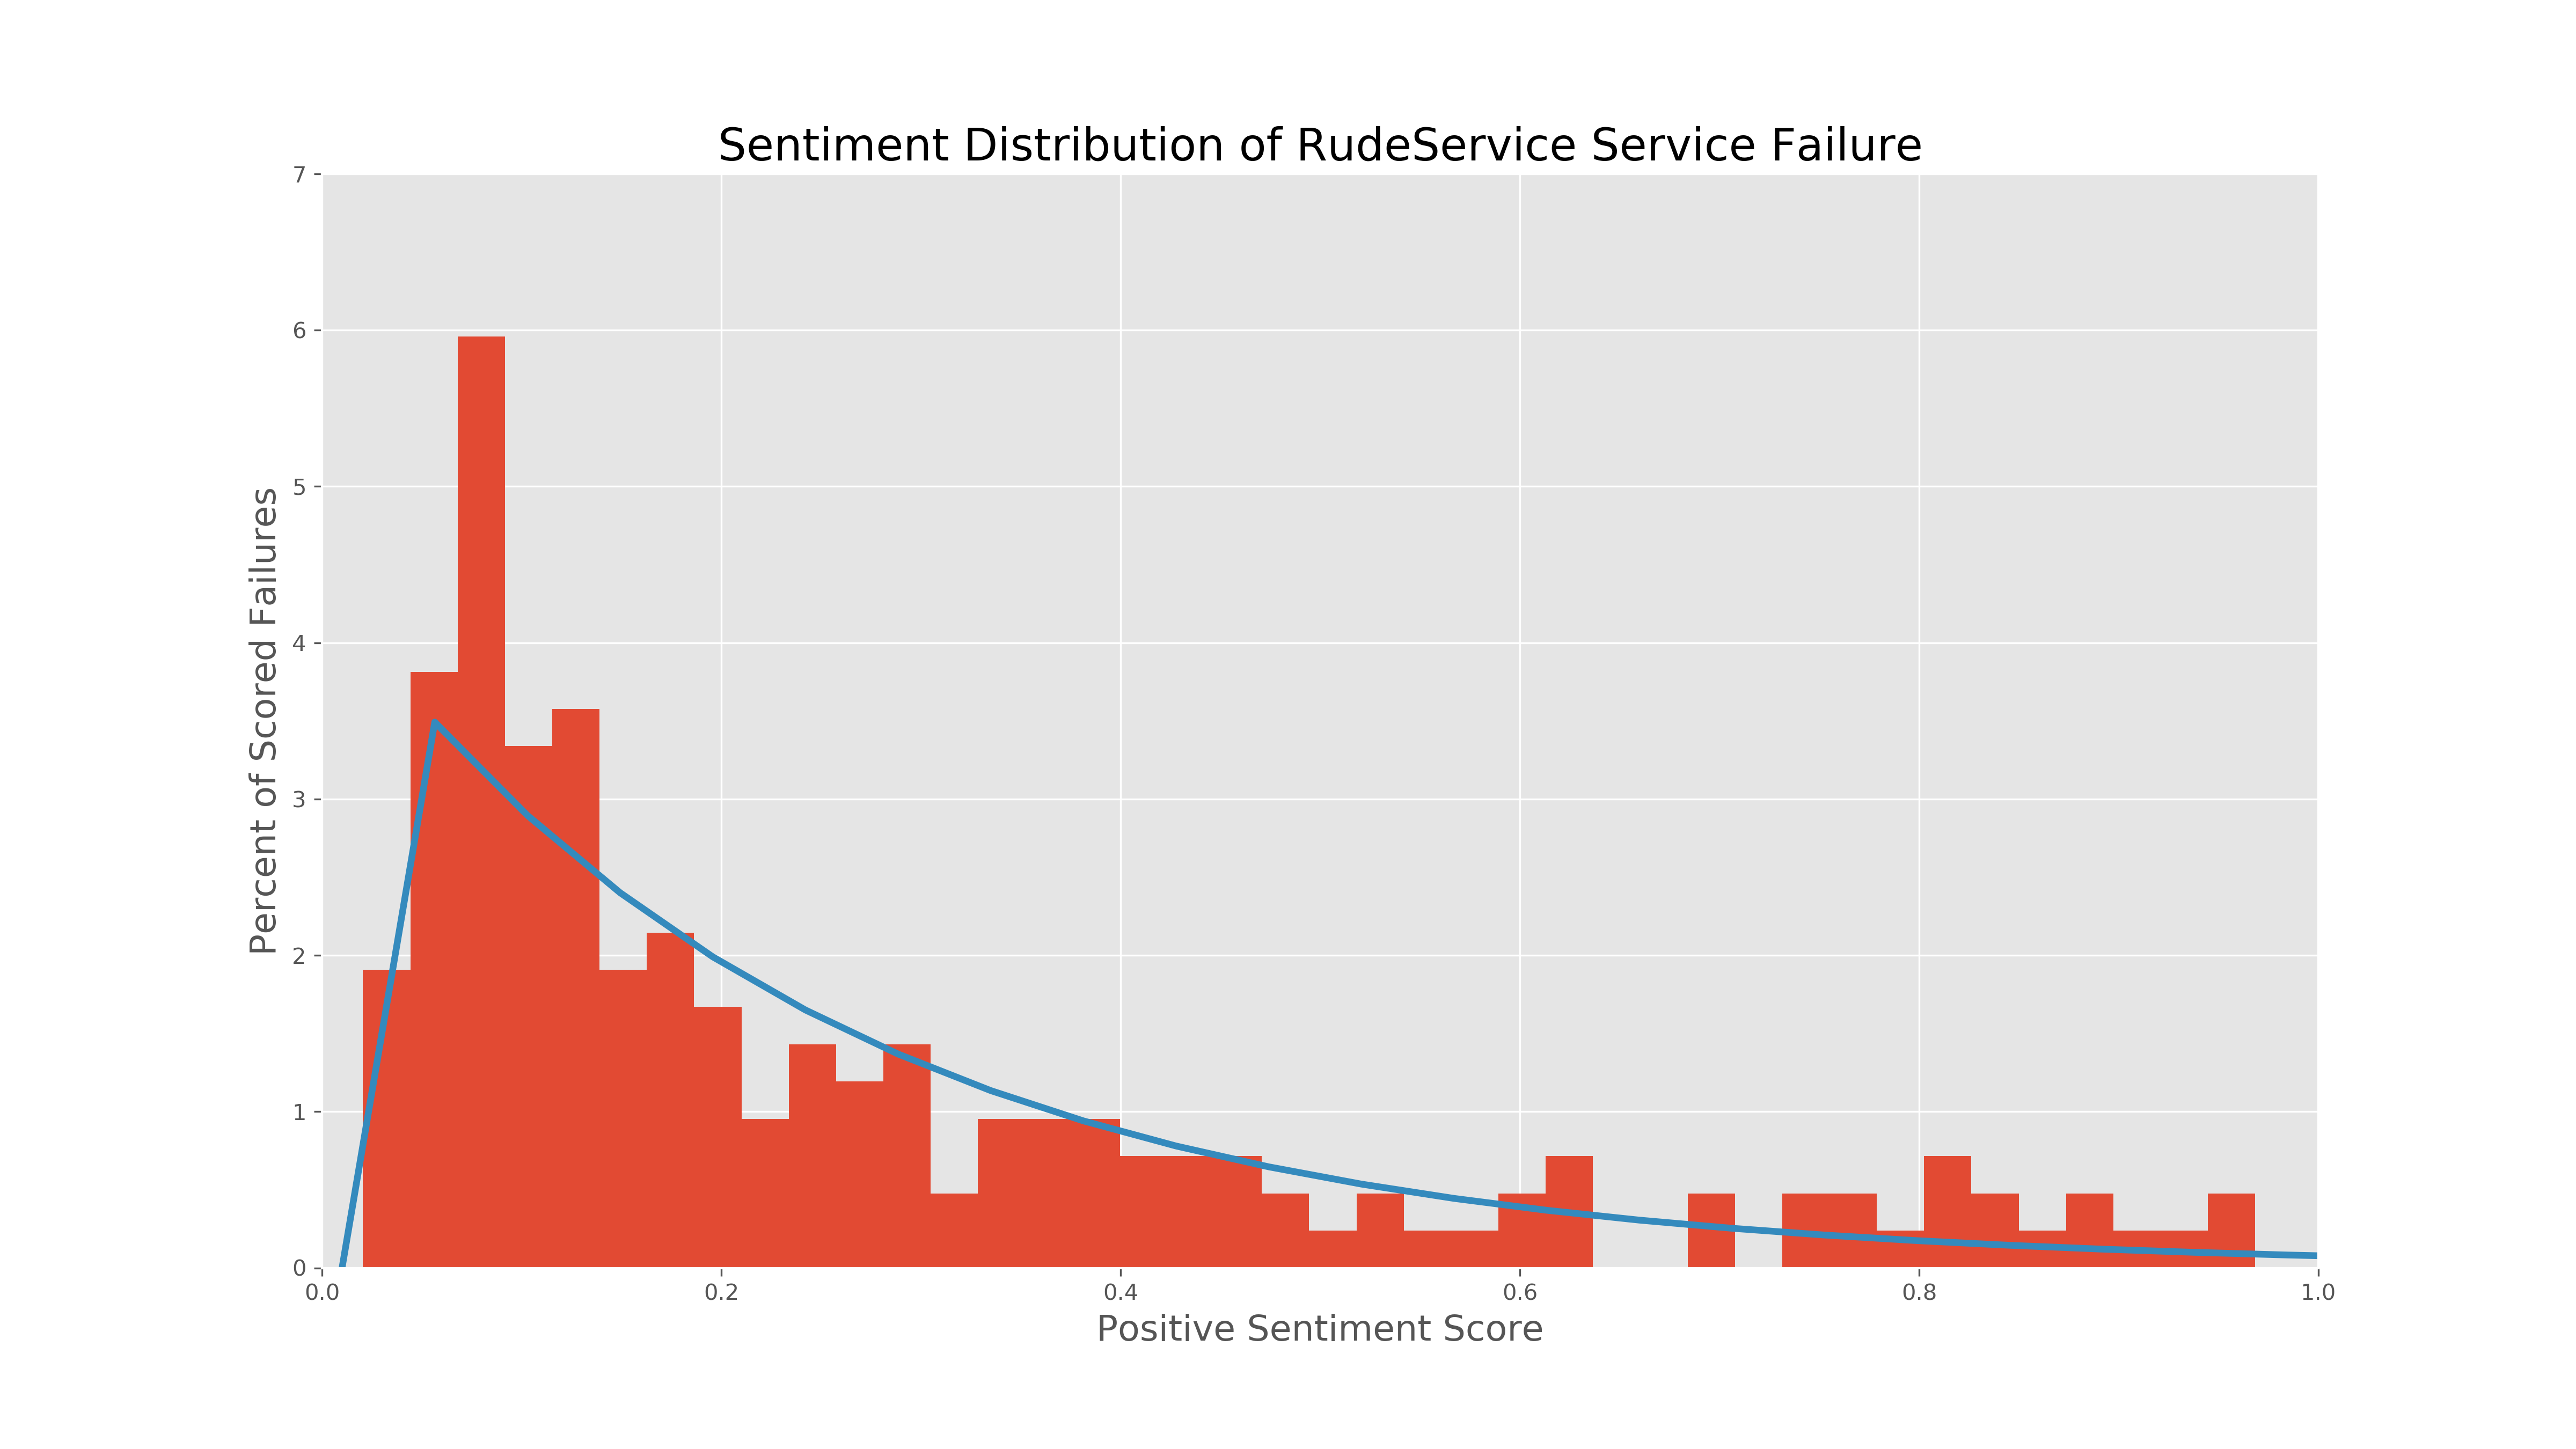 Sentiment Distribution of RudeService Service Failure
7
6
5
4
3
2
1
0
Percent of Scored Failures
0.0 0.2 0.4 0.6 0.8 1.0
Positive Sentiment Score